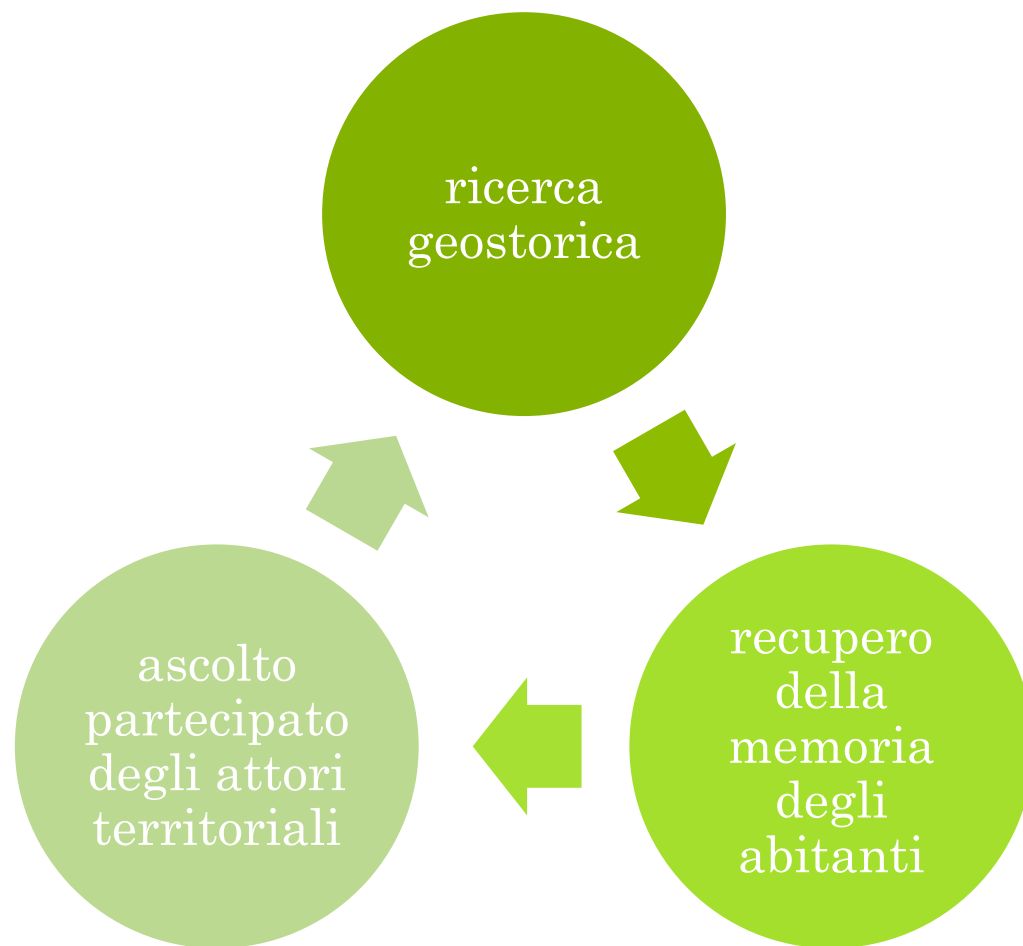 ricerca
geostorica
recupero
della
memoria
degli
abitanti
ascolto
partecipato
degli attori
territoriali